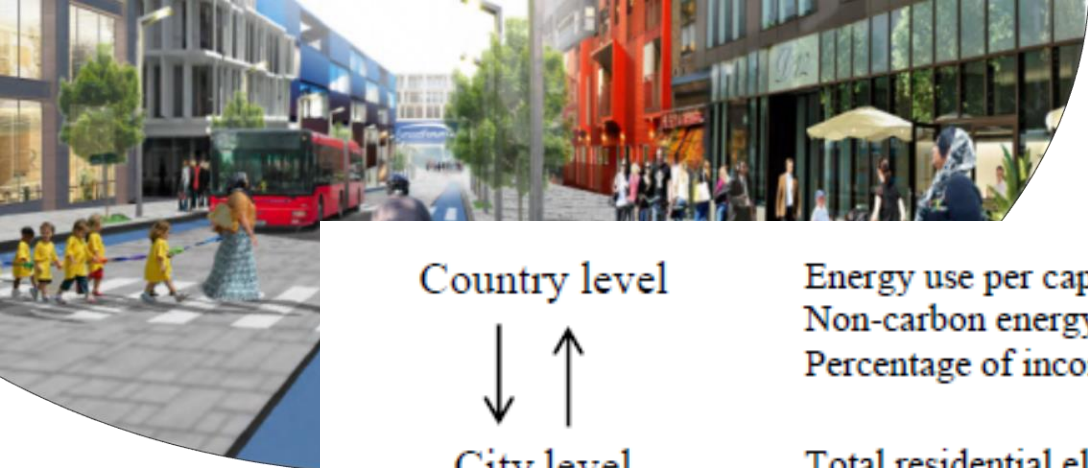 Country level
Energy use per cap
Non-carbon energy
Percentage of inco
City level
Total residential el